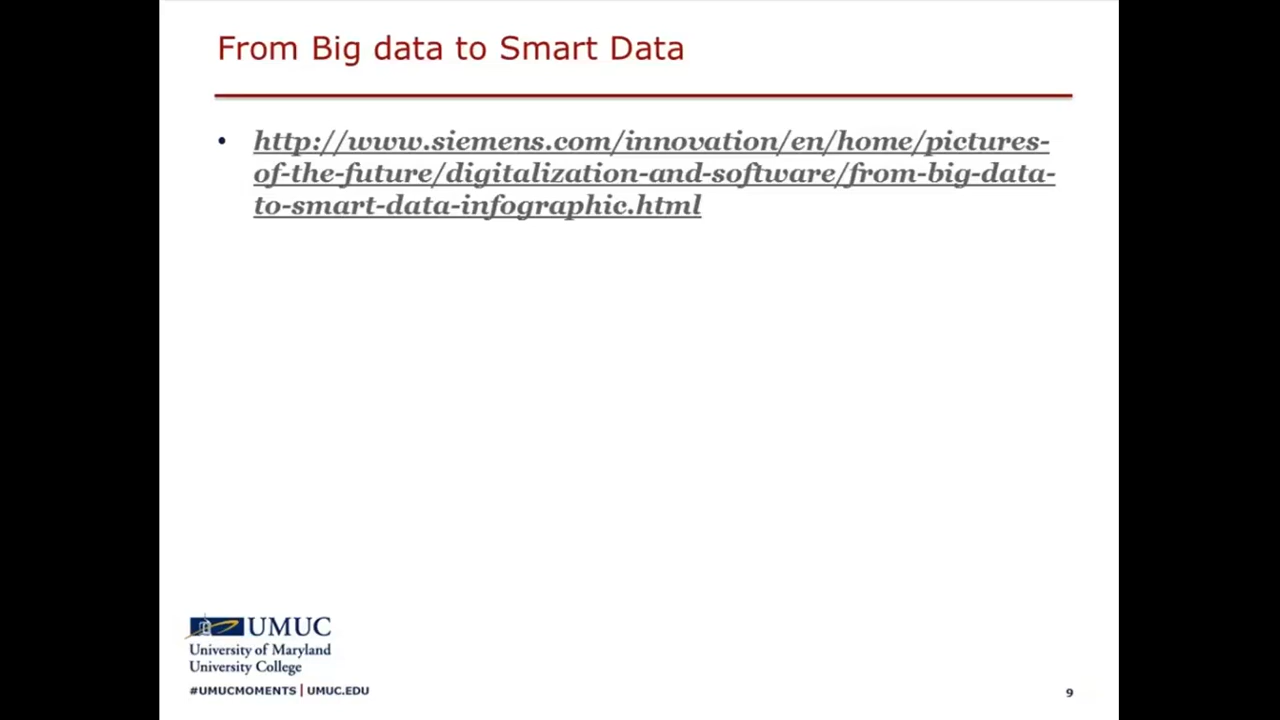 From Big data to Smart Data
• http://www.siemens.com/innovation/en/home/pictures-
of-the-future/digitalization-and-software/from-big-data-
to-smart-data-infographic.html
UMUC
University of Maryland
University College
#UMUCMOMENTS | UMUC.EDU
9